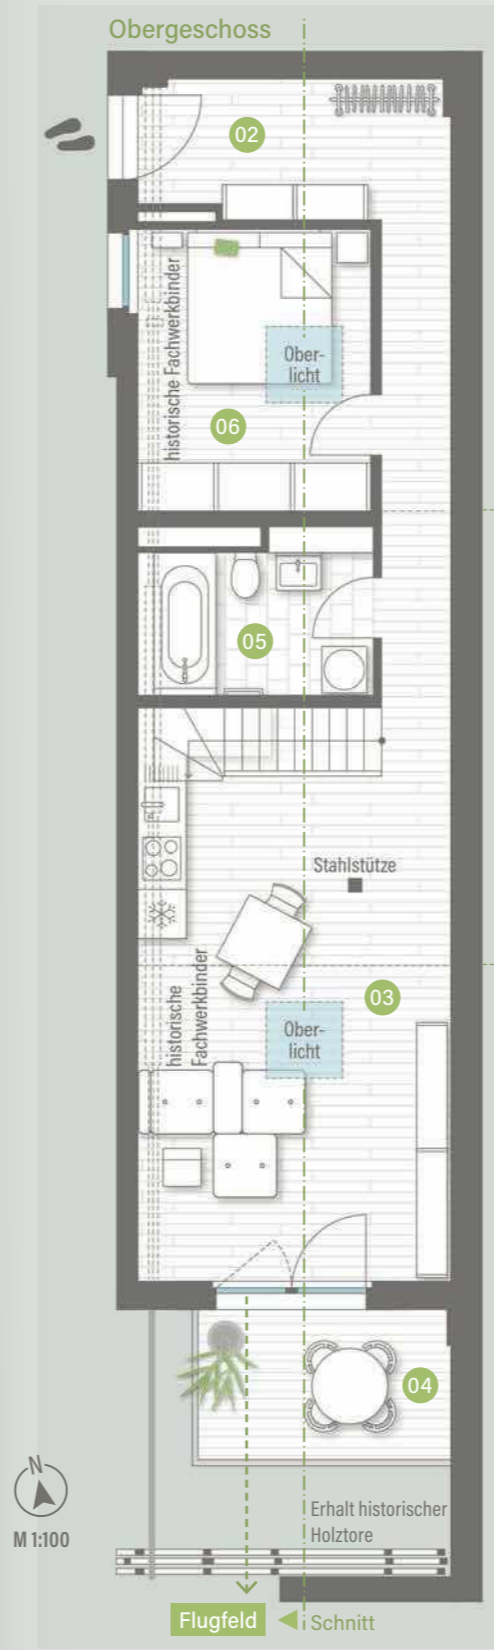 Obergeschoss
02
historische Fachwerkbinder
Ober-
licht
06
05
Stahlstütze
historische
Fachwerkbinder
03
Ober-
licht
04
N
M 1:100
Erhalt historischer
Holztore
Flugfeld
Schnitt